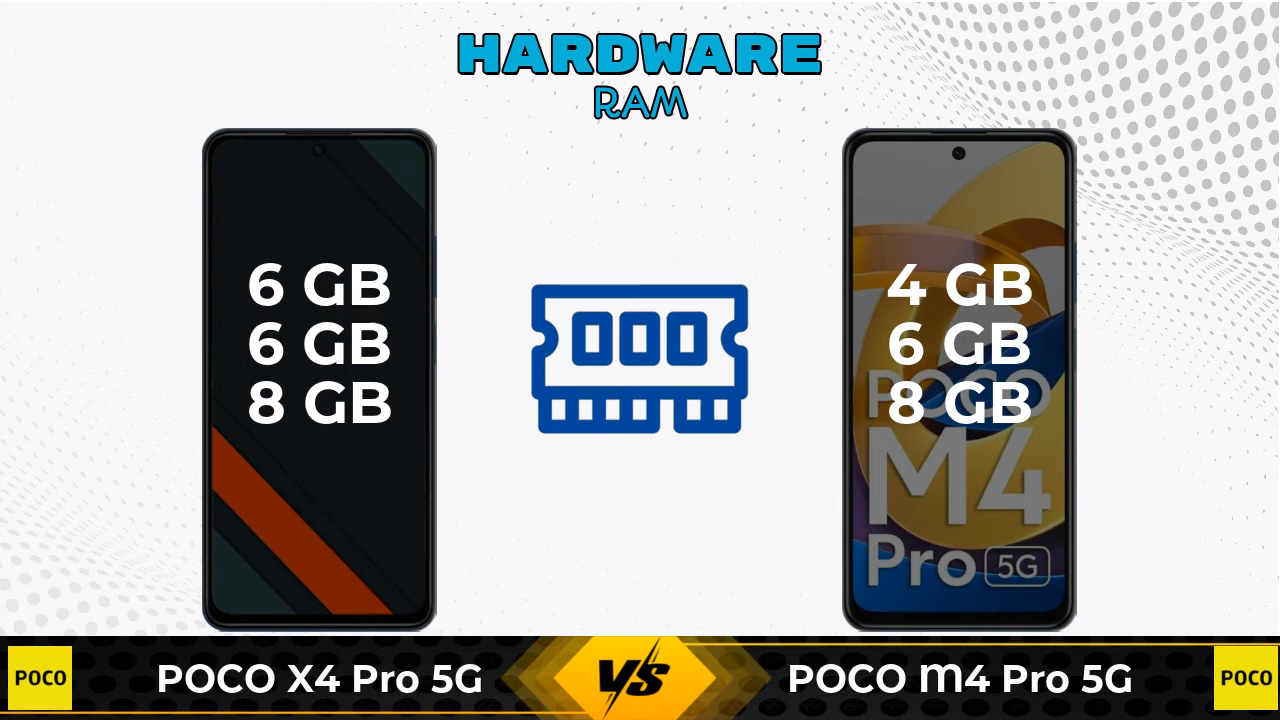 HARDWARE
RAM
6 GB
6 GB
8 GB
4 GB
6 GB
8 GB
POCO
M4
Pro 5G
POCO
POCO X4 Pro 5G
VS
POCO M4 Pro 5G
POCO